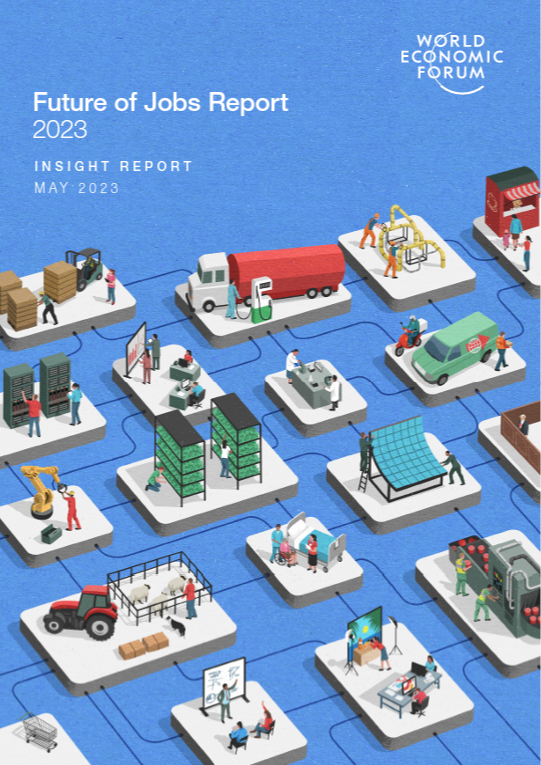 WORLD
ECONOMIC
FORUM
Future of Jobs Report
2023
INSIGHT REPORT
MAY 2023